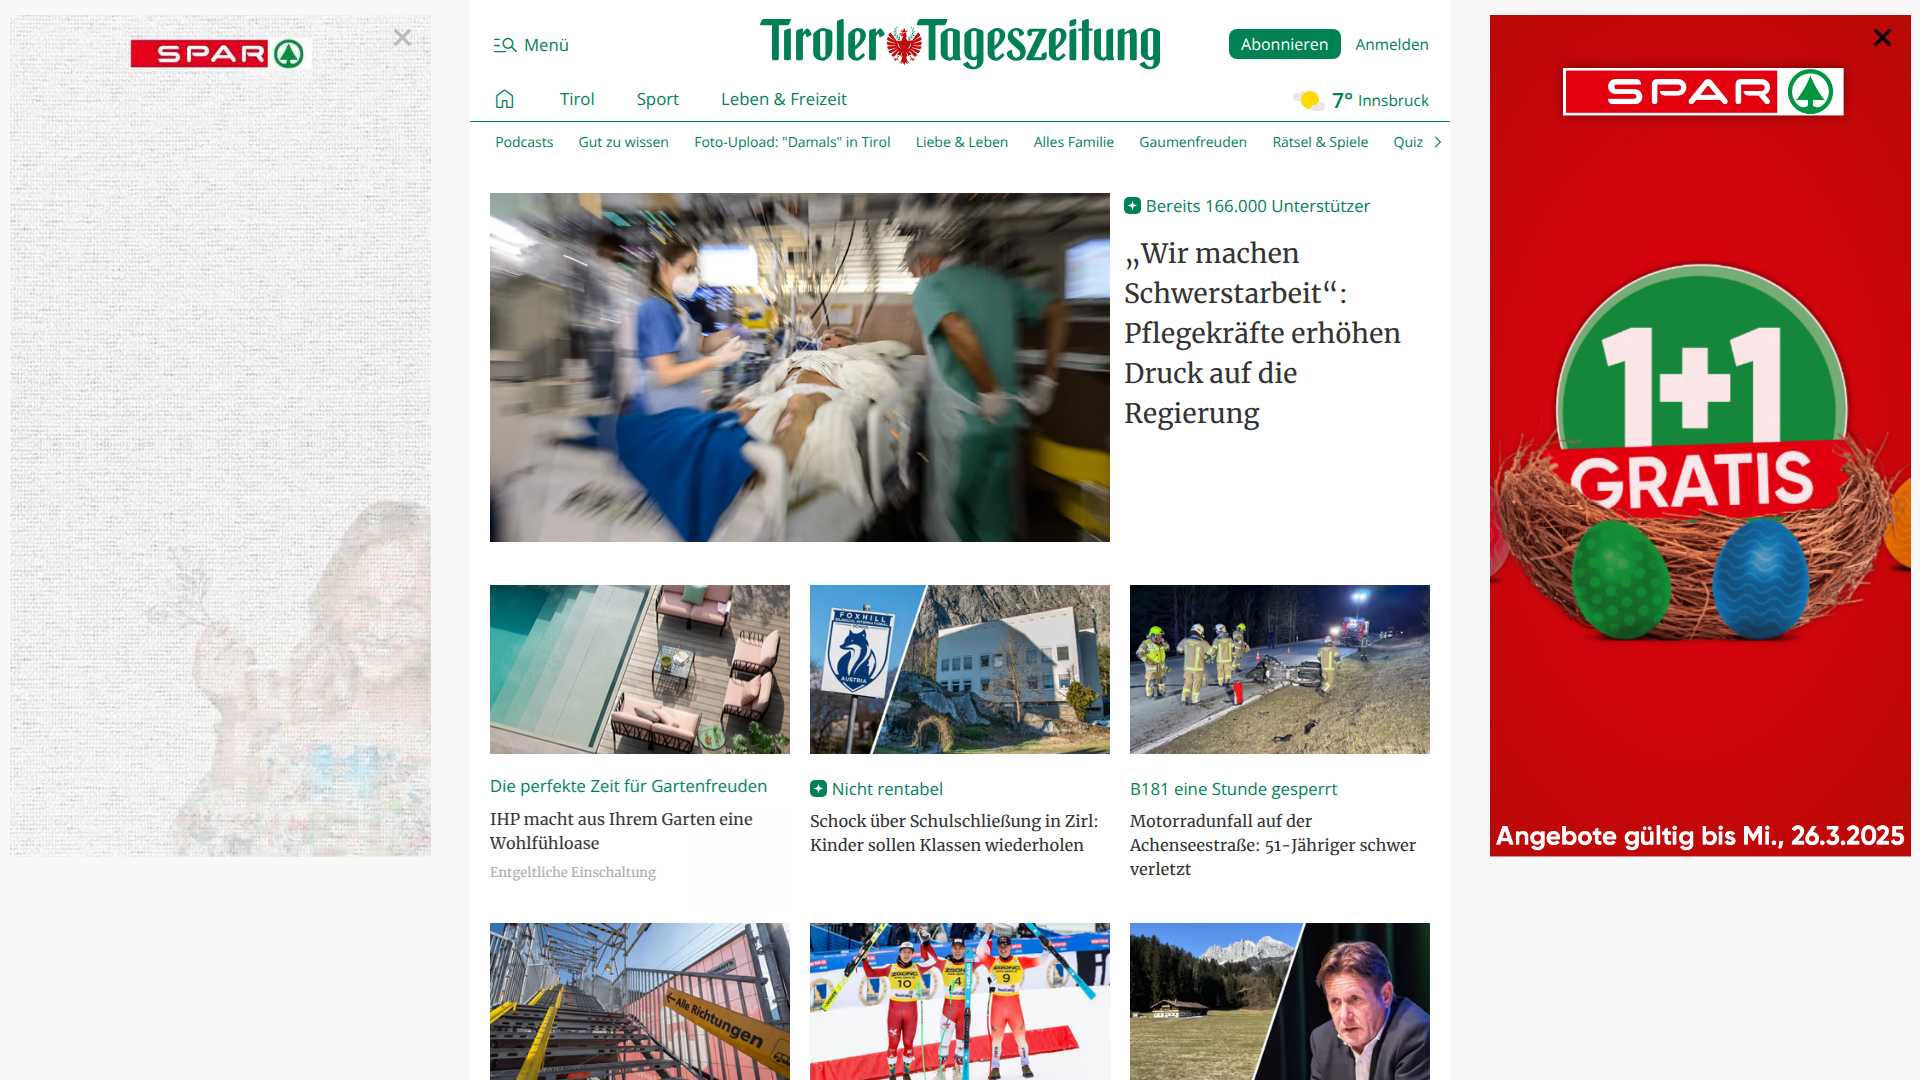 SPAR
Menü
Tiroler Tageszeitung
Abonnieren
Anmelden
Tirol
Sport
Leben & Freizeit
7° Innsbruck
Podcasts
Gut zu wissen
Foto-Upload: "Damals" in Tirol
Liebe & Leben
Alles Familie
Gaumenfreuden
Rätsel & Spiele
Quiz
Bereits 166.000 Unterstützer
„Wir machen
Schwerstarbeit“:
Pflegekräfte erhöhen
Druck auf die
Regierung
FOXHILL
AUSTRIA
Die perfekte Zeit für Gartenfreuden
IHP macht aus Ihrem Garten eine
Wohlfühloase
Entgeltliche Einschaltung
Nicht rentabel
Schock über Schulschließung in Zirl:
Kinder sollen Klassen wiederholen
B181 eine Stunde gesperrt
Motorradunfall auf der
Achenseestraße: 51-Jähriger schwer
verletzt
Alle Richtungen
10
4
9
SPAR
1+1
GRATIS
Angebote gültig bis Mi., 26.3.2025